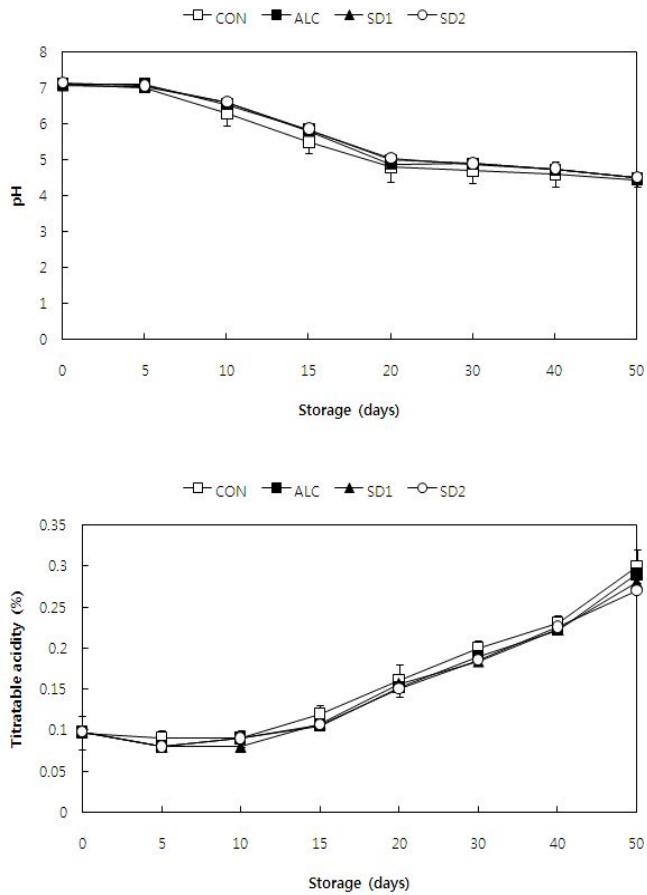 CON ALC SD1 SD2
8
7
6
5
4
3
2
1
0
pH
0 5 10 15 20 30 40 50
Storage (days)
CON ALC SD1 SD2
0.35
0.3
0.25
0.2
0.15
0.1
0.05
0
Titratable acidity (%)
0 5 10 15 20 30 40 50
Storage (days)